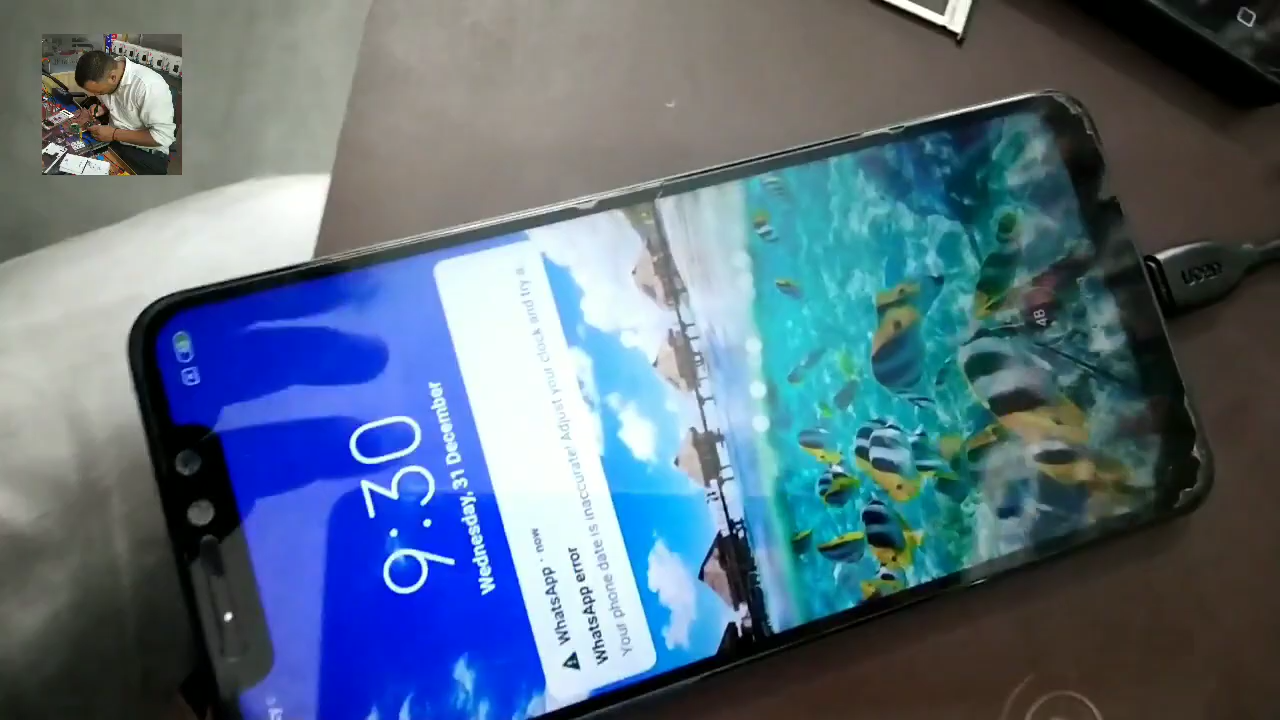 9:30
Wednesday, 31 December
WhatsApp · now
WhatsApp error
Your phone date is inaccurate! Adjust your clock and try a